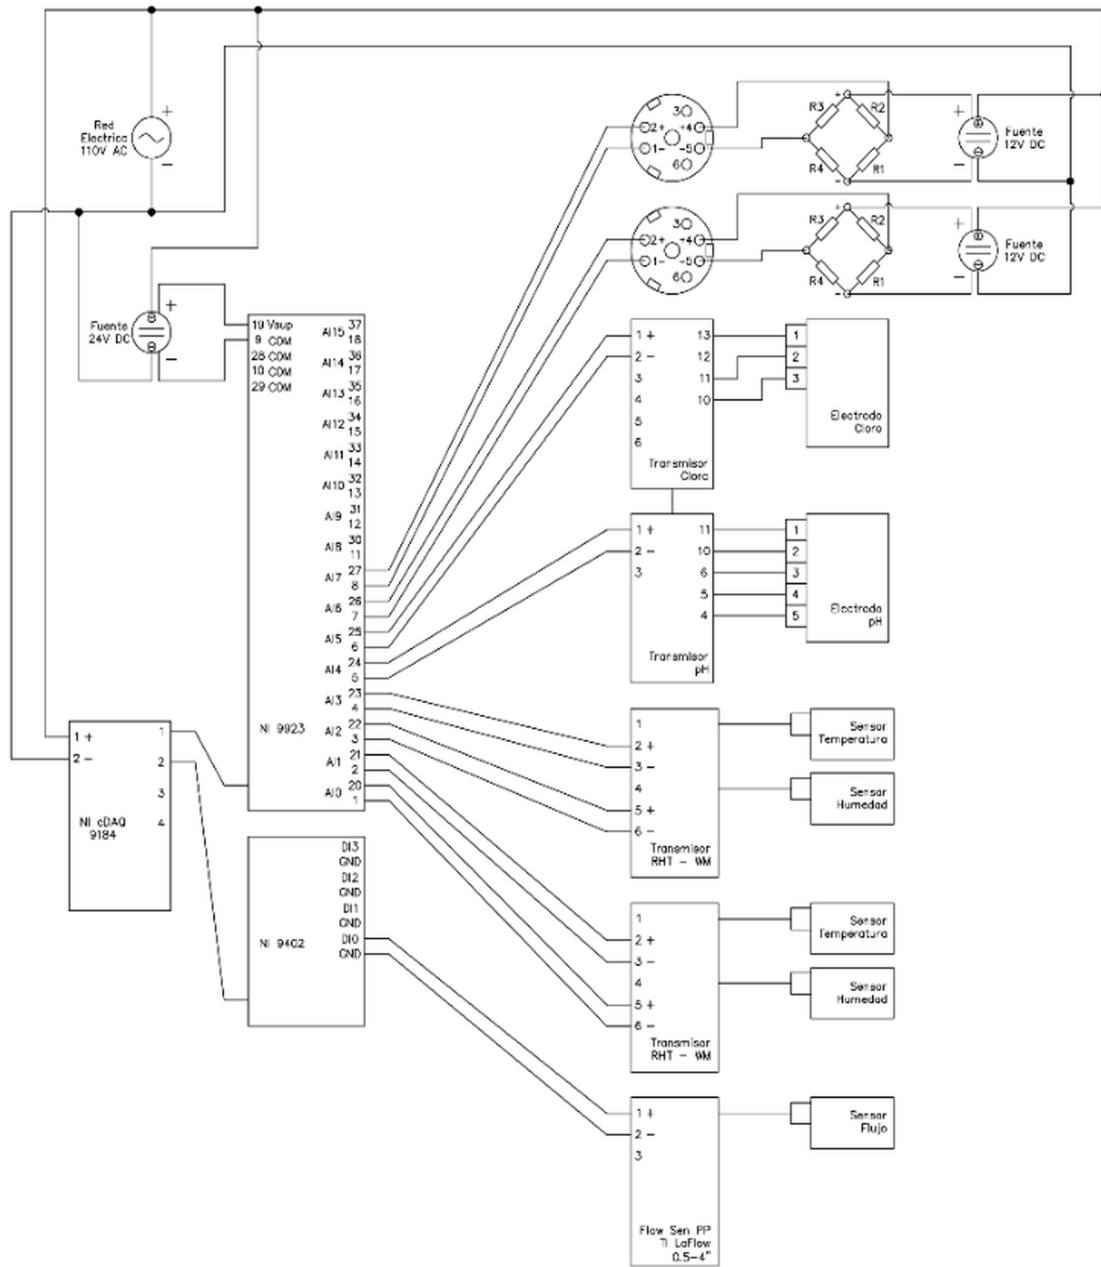 +
Red
Electrica
110V AC
−
+
Fuente
24V DC
−
19 Vsup
9 COM
28 COM
10 COM
29 COM
AI15 37
18
AI14 36
17
AI13 35
16
AI12 34
15
AI11 33
14
AI10 32
13
AI9 31
12
AI8 30
11
AI7 27
8
AI6 26
7
AI5 25
6
AI4 24
5
AI3 23
4
AI2 22
3
AI1 21
2
AI0 20
1
NI 9923
1 +
2 −
1
2
3
4
NI cDAQ
9184
DI3
GND
DI2
GND
DI1
GND
DI0
GND
NI 9402
3
2+ +4
1− −5
6
+
R3 R2
R4 R1
−
+
−
Fuente
12V DC
3
2+ +4
1− −5
6
+
R3 R2
R4 R1
−
+
−
Fuente
12V DC
1 + 13
2 − 12
3 11
4 10
5
6
Transmisor
Cloro
1
2
3
Electrodo
Cloro
1 + 11
2 − 10
3 6
5
4
Transmisor
pH
1
2
3
4
5
Electrodo
pH
1
2 +
3 −
4
5 +
6 −
Transmisor
RHT − WM
Sensor
Temperatura
Sensor
Humedad
1
2 +
3 −
4
5 +
6 −
Transmisor
RHT − WM
Sensor
Temperatura
Sensor
Humedad
1 +
2 −
3
Flow Sen PP
TI LoFlow
0.5−4"
Sensor
Flujo